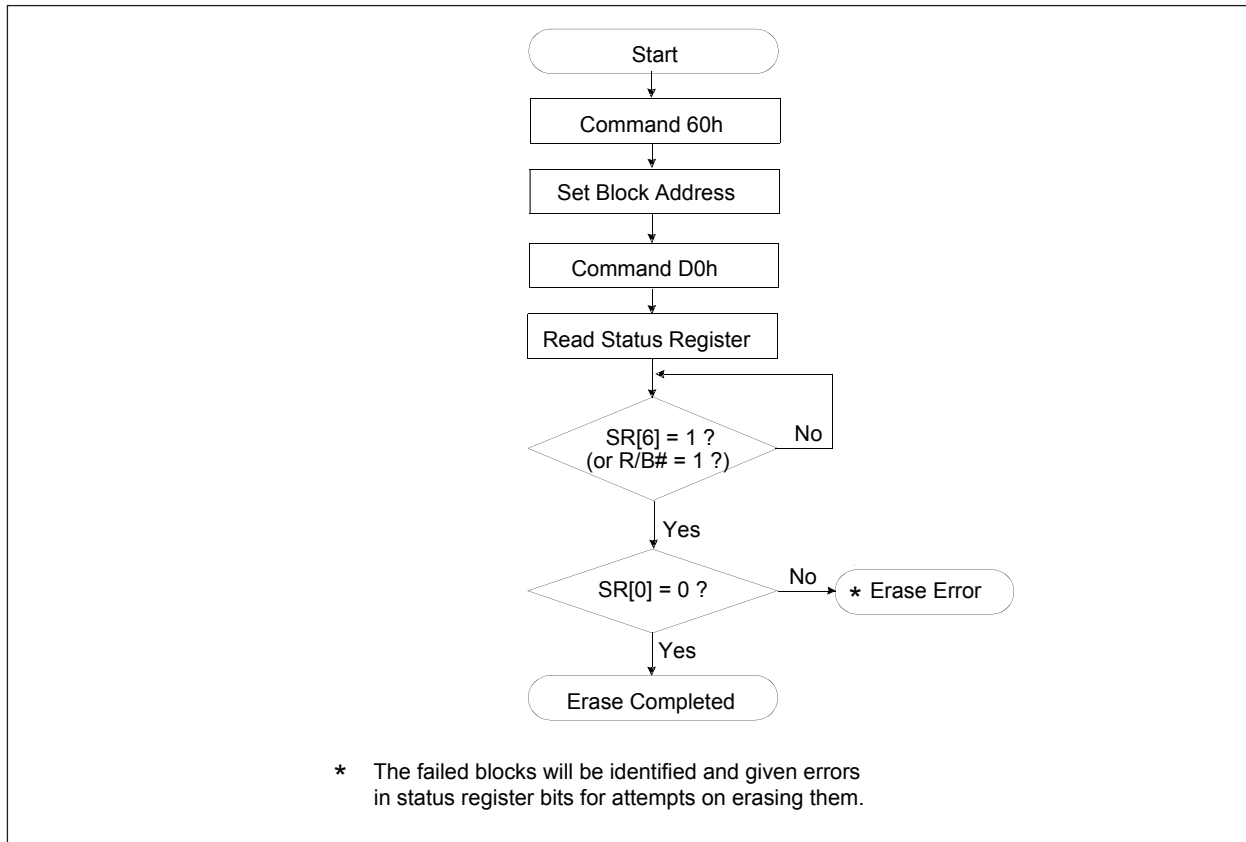 Start
Command 60h
Set Block Address
Command D0h
Read Status Register
SR[6] = 1 ?
(or R/B# = 1 ?)
No
Yes
SR[0] = 0 ?
No
* Erase Error
Yes
Erase Completed
* The failed blocks will be identified and given errors
in status register bits for attempts on erasing them.